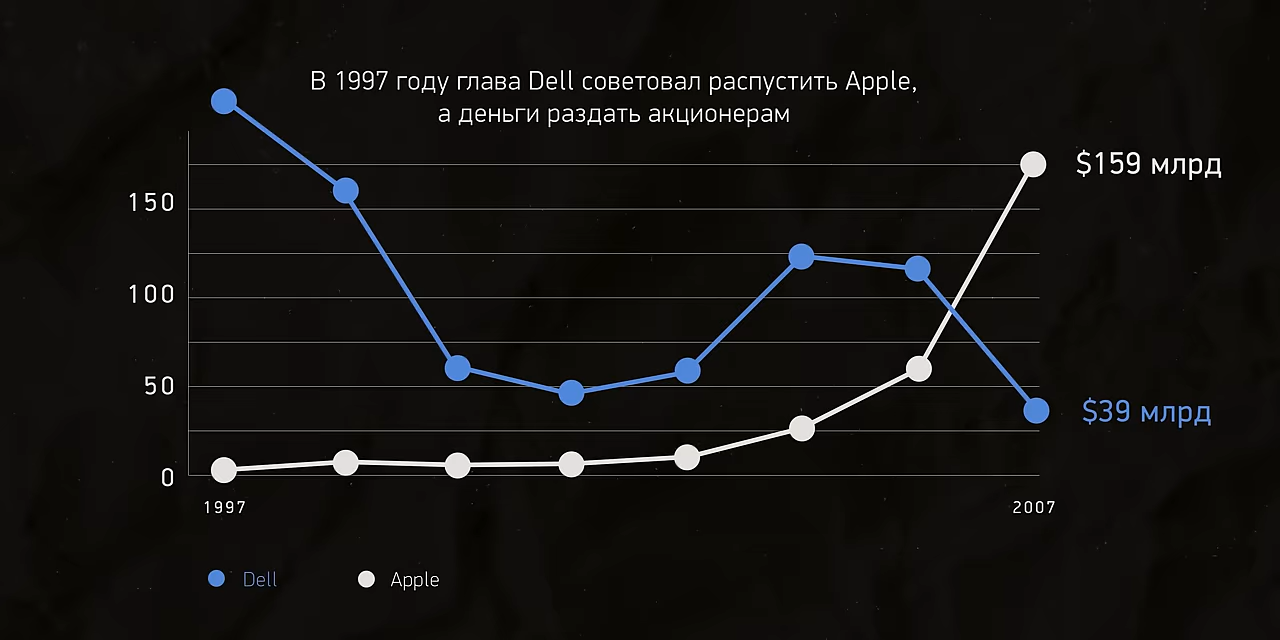 В 1997 году глава Dell советовал распустить Apple,
а деньги раздать акционерам
$159 млрд
150
100
50
$39 млрд
0
1997
2007
Dell
Apple